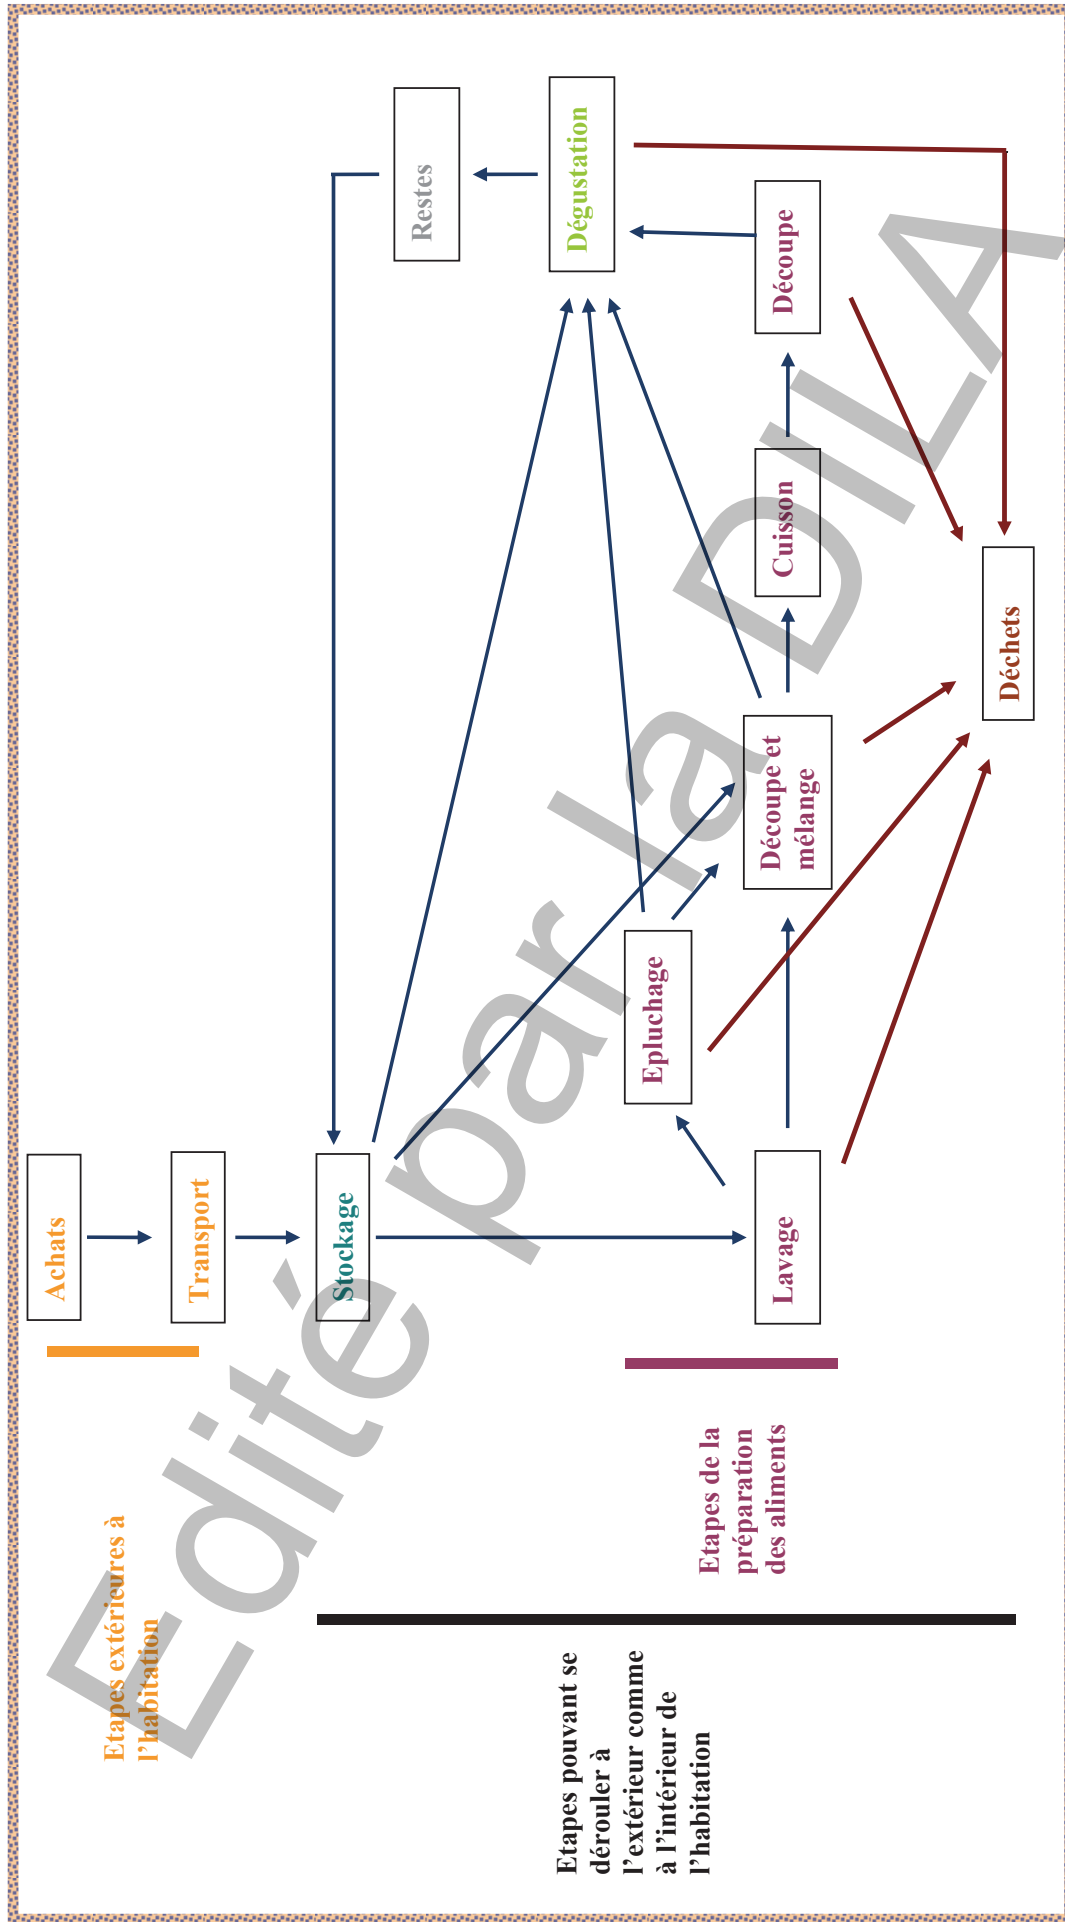 Etapes extérieures à
l'habitation
Achats
Transport
Etapes pouvant se
dérouler à
l'extérieur comme
à l'intérieur de
l'habitation
Stockage
Restes
Dégustation
Etapes de la
préparation
des aliments
Epluchage
Lavage
Découpe et
mélange
Cuisson
Découpe
Déchets
Edité par la DILA